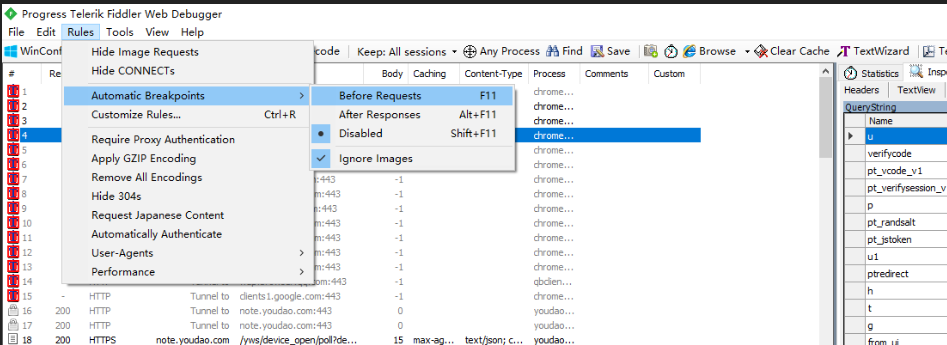 Progress Telerik Fiddler Web Debugger
File Edit Rules Tools View Help
WinConf code Keep: All sessions Any Process Find Save Browse Clear Cache TextWizard Te
Hide Image Requests
Hide CONNECTs
Automatic Breakpoints >
Customize Rules... Ctrl+R
Require Proxy Authentication
Apply GZIP Encoding
Remove All Encodings
Hide 304s
Request Japanese Content
Automatically Authenticate
User-Agents >
Performance >
Before Requests F11
After Responses Alt+F11
Disabled Shift+F11
Ignore Images
# Re Body Caching Content-Type Process Comments Custom
1 chrome...
2 chrome...
3 chrome...
4 chrome...
chrome...
chrome...
7 :443 -1 chrome...
8 om:443 -1 chrome...
9 om:443 -1 chrome...
10 om:443 -1 chrome...
11 om:443 -1 chrome...
12 om:443 -1 chrome...
13 om:443 -1 chrome...
14 :443 -1 qbclien...
15 - HTTP Tunnel to clients1.google.com:443 -1 chrome...
16 200 HTTP Tunnel to note.youdao.com:443 0 youdao...
17 200 HTTP Tunnel to note.youdao.com:443 0 youdao...
18 200 HTTPS note.youdao.com /yws/device_open/poll?de... 15 max-ag... text/json; c... youdao...
Statistics Insp
Headers TextView
QueryString
Name
u
verifycode
pt_vcode_v1
pt_verifysession_v
p
pt_randsalt
pt_jstoken
u1
ptredirect
h
t
g
from_ui